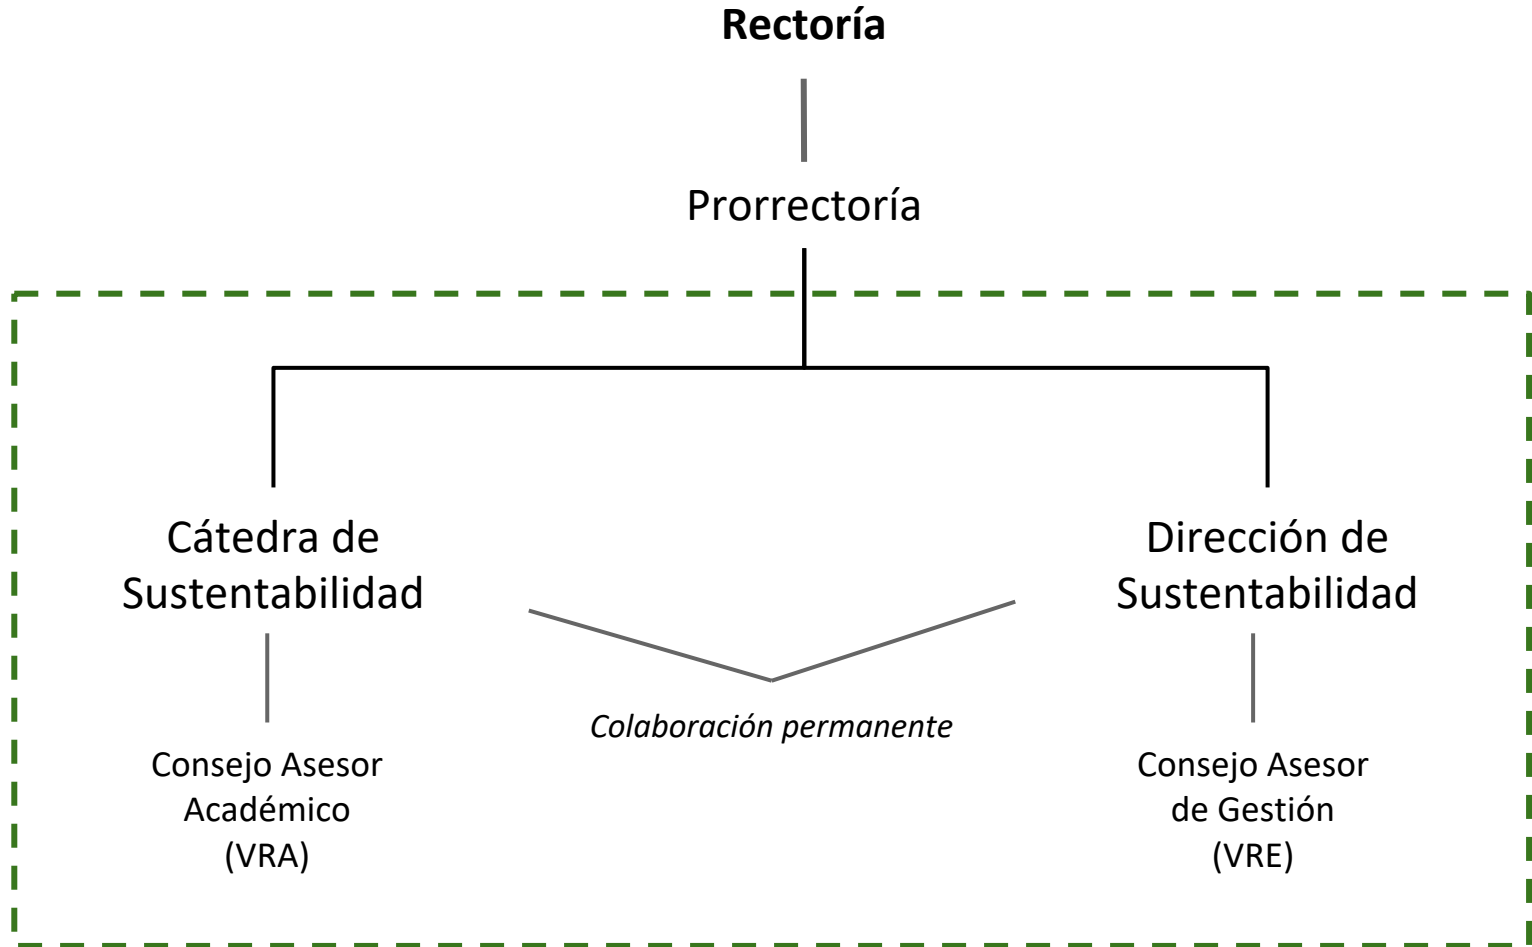 Rectoría
Prorrectoría
Cátedra de
Sustentabilidad
Dirección de
Sustentabilidad
Colaboración permanente
Consejo Asesor
Académico
(VRA)
Consejo Asesor
de Gestión
(VRE)